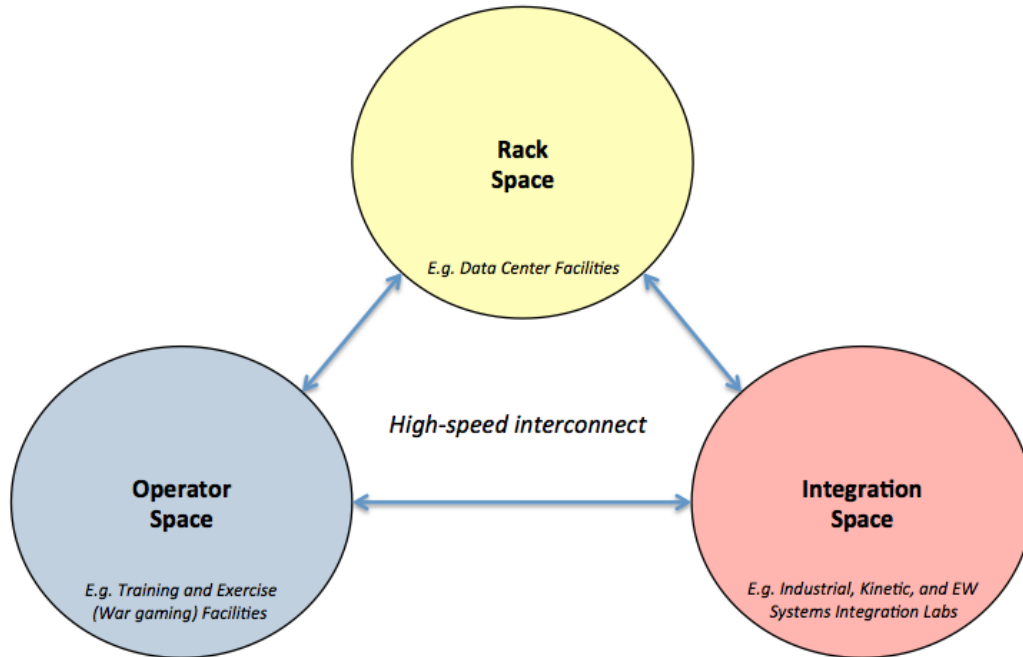 Rack
Space
E.g. Data Center Facilities
High-speed interconnect
Operator
Space
E.g. Training and Exercise
(War gaming) Facilities
Integration
Space
E.g. Industrial, Kinetic, and EW
Systems Integration Labs